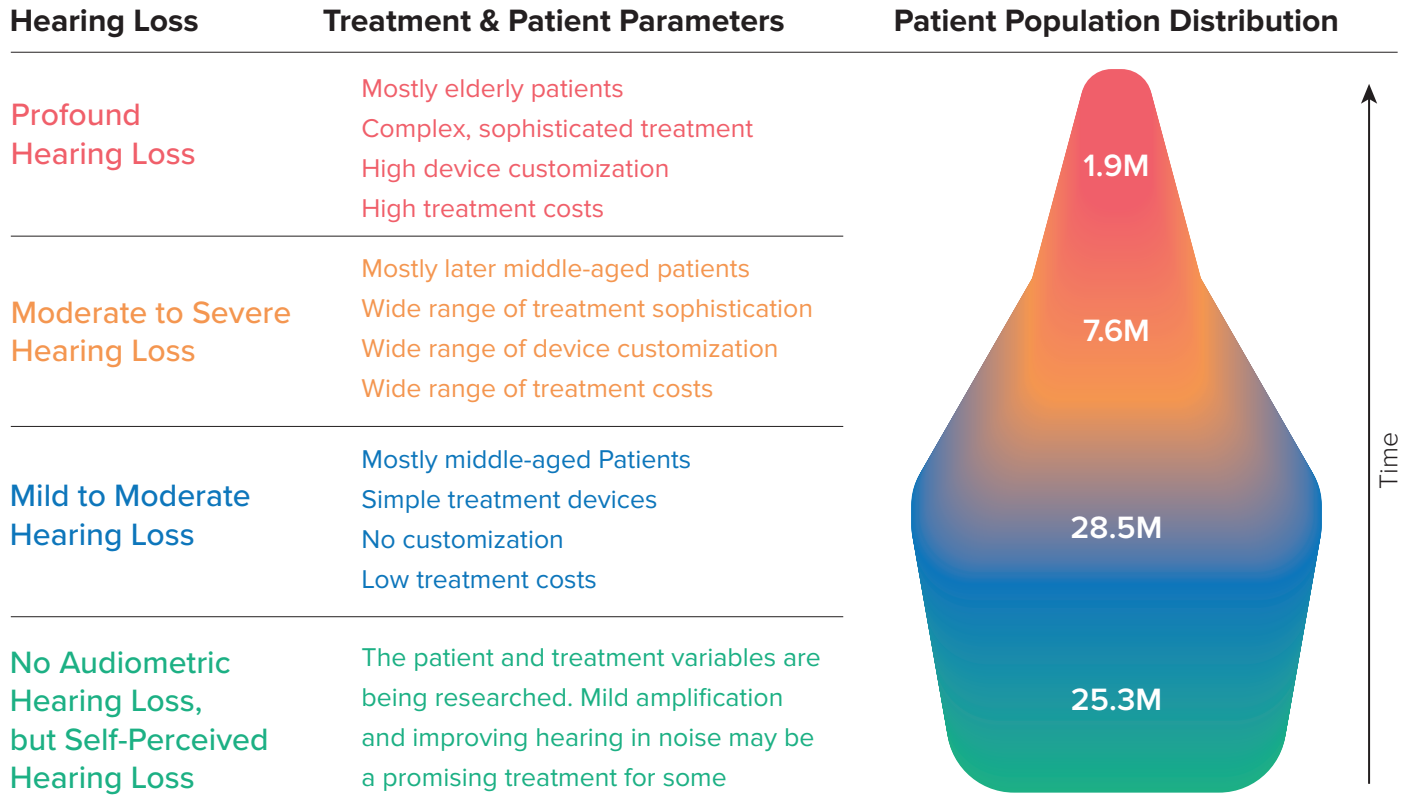 Hearing Loss
Treatment & Patient Parameters
Patient Population Distribution
Profound
Hearing Loss
Mostly elderly patients
Complex, sophisticated treatment
High device customization
High treatment costs
1.9M
Moderate to Severe
Hearing Loss
Mostly later middle-aged patients
Wide range of treatment sophistication
Wide range of device customization
Wide range of treatment costs
7.6M
Mild to Moderate
Hearing Loss
Mostly middle-aged Patients
Simple treatment devices
No customization
Low treatment costs
28.5M
No Audiometric
Hearing Loss,
but Self-Perceived
Hearing Loss
The patient and treatment variables are
being researched. Mild amplification
and improving hearing in noise may be
a promising treatment for some
25.3M
Time